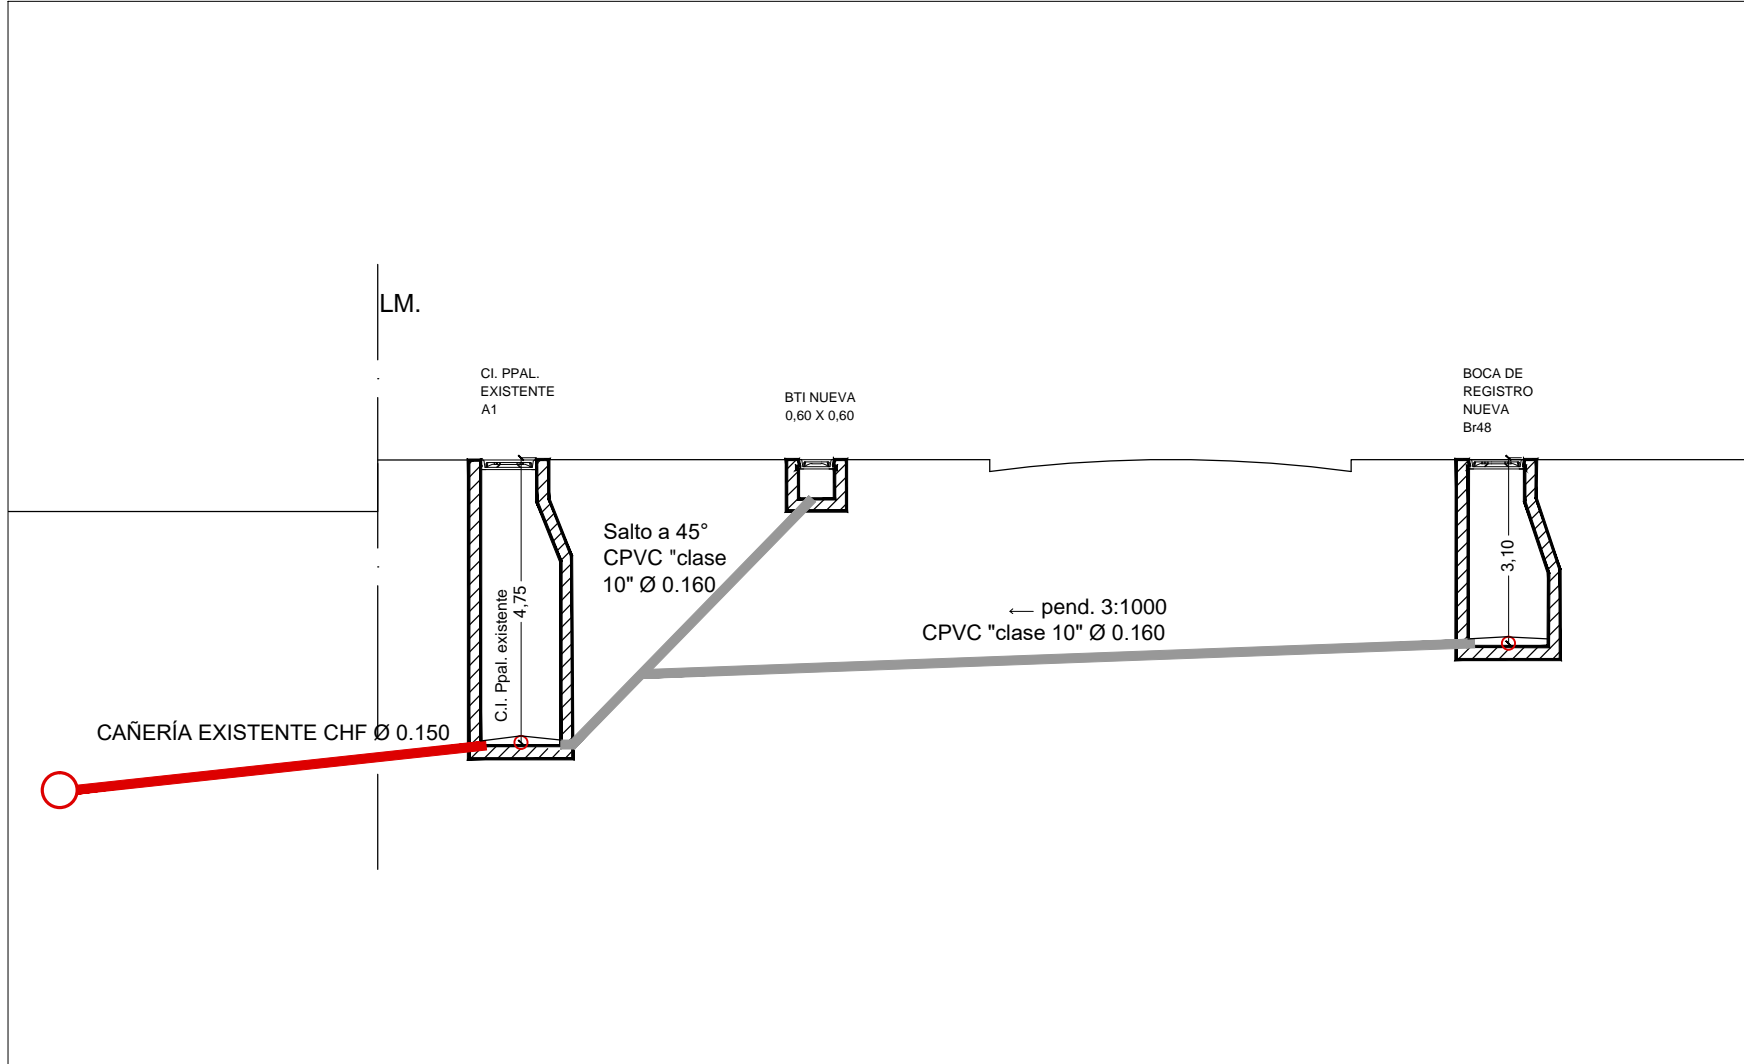 LM.
CI. PPAL.
EXISTENTE
A1
BTI NUEVA
0,60 X 0,60
BOCA DE
REGISTRO
NUEVA
Br48
Salto a 45°
CPVC "clase
10" Ø 0.160
C.I. Ppal. existente
4,75
3,10
← pend. 3:1000
CPVC "clase 10" Ø 0.160
CAÑERÍA EXISTENTE CHF Ø 0.150